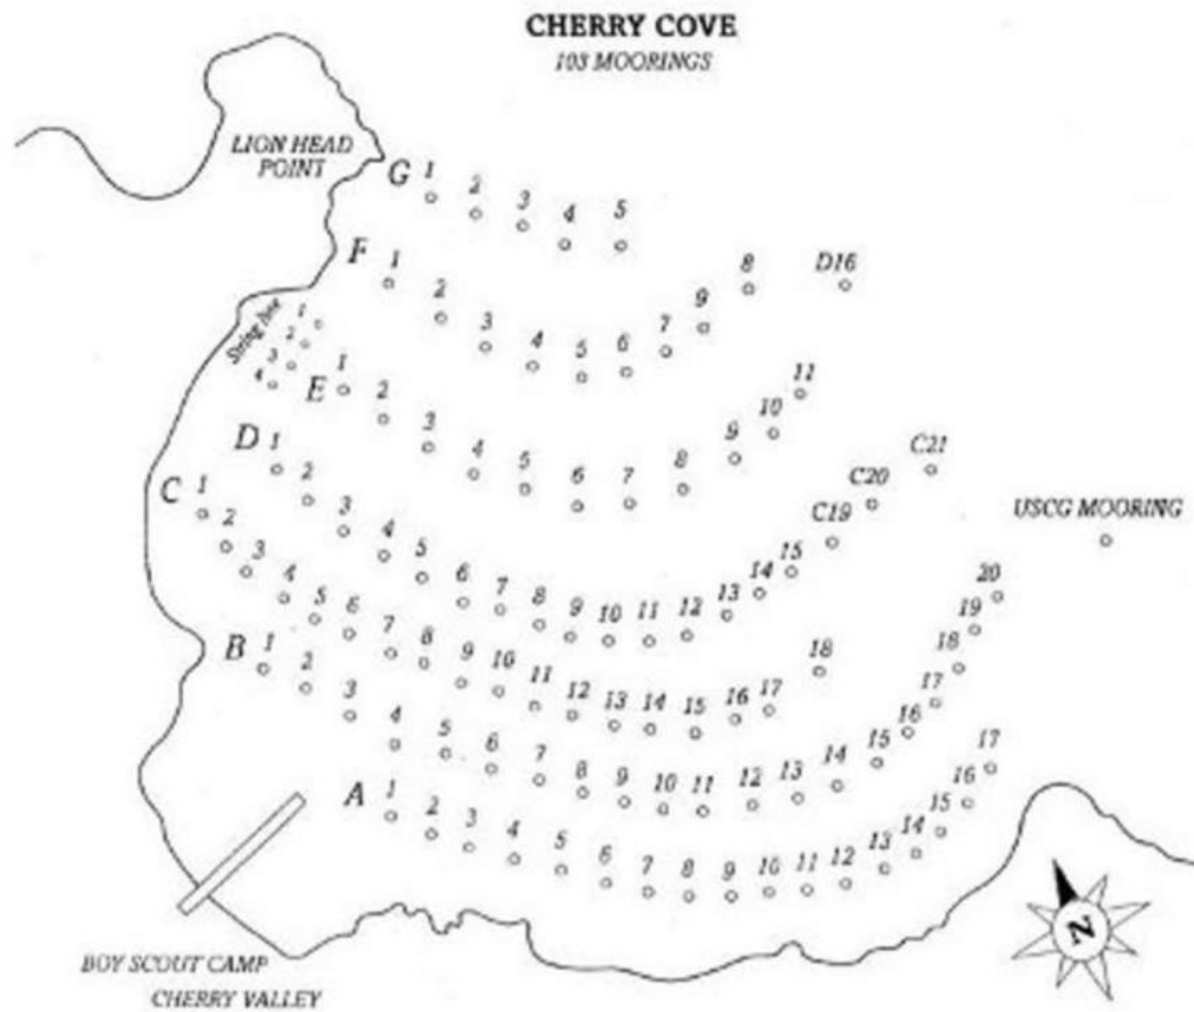 CHERRY COVE
103 MOORINGS
LION HEAD
POINT
G 1 2 3 4 5
F 1 2 3 4 5 6 7 9 8 D16
String line 1 2 3 4
E 1 2 3 4 5 6 7 8 9 10 11
D 1 2 3 4 5 6 7 8 9 10 11 12 13 14 15 C19 C20 C21
USCG MOORING
C 1 2 3 4 5 6 7 8 9 10 11 12 13 14 15 16 17 18
B 1 2 3 4 5 6 7 8 9 10 11 12 13 14 15 16 17 18 19 20
A 1 2 3 4 5 6 7 8 9 10 11 12 13 14 15 16 17
BOY SCOUT CAMP
CHERRY VALLEY
N